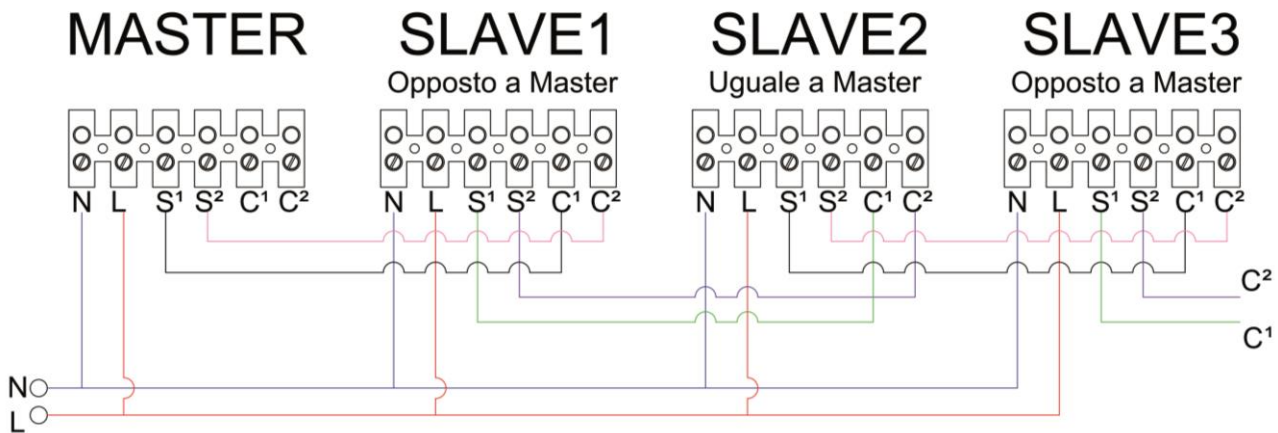 MASTER SLAVE1 SLAVE2 SLAVE3
Opposto a Master Uguale a Master Opposto a Master
N L S¹ S² C¹ C² N L S¹ S² C¹ C² N L S¹ S² C¹ C² N L S¹ S² C¹ C²
C²
C¹
N
L